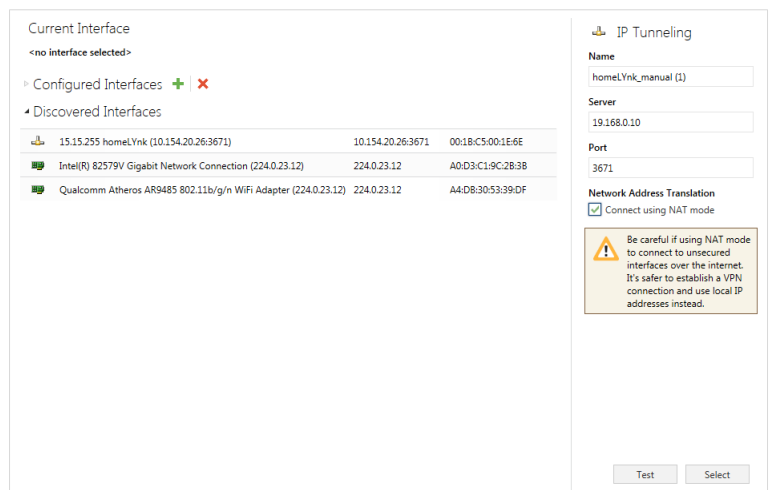 Current Interface
<no interface selected>
Configured Interfaces
Discovered Interfaces
15.15.255 homeLYnk (10.154.20.26:3671) 10.154.20.26:3671 00:1B:C5:00:1E:6E
Intel(R) 82579V Gigabit Network Connection (224.0.23.12) 224.0.23.12 A0:D3:C1:9C:2B:3B
Qualcomm Atheros AR9485 802.11b/g/n WiFi Adapter (224.0.23.12) 224.0.23.12 A4:DB:30:53:39:DF
IP Tunneling
Name
homeLYnk_manual (1)
Server
19.168.0.10
Port
3671
Network Address Translation
Connect using NAT mode
Be careful if using NAT mode
to connect to unsecured
interfaces over the internet.
It's safer to establish a VPN
connection and use local IP
addresses instead.
Test Select